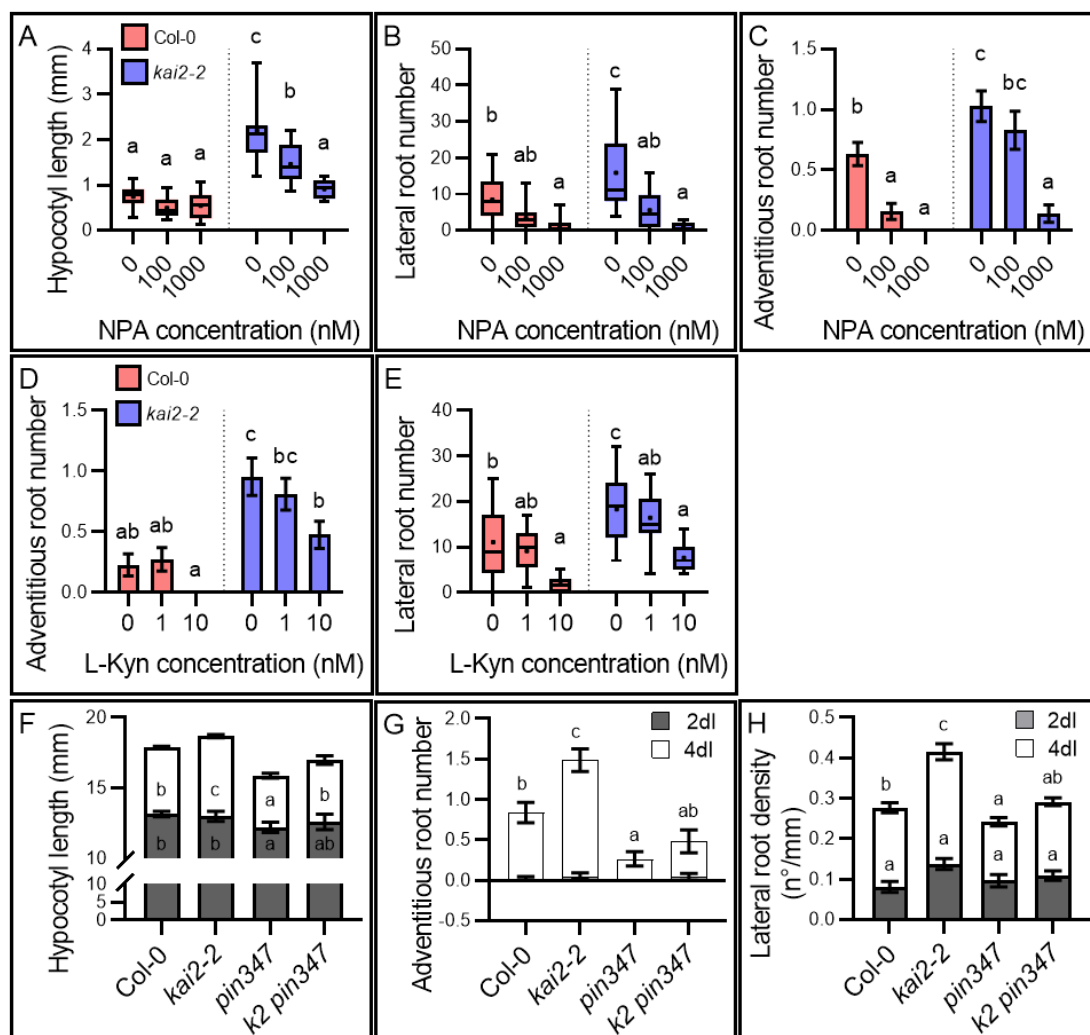 A
Col-0
kai2-2
Hypocotyl length (mm)
4
3
2
1
0
a
a
a
c
b
a
0
100
1000
0
100
1000
NPA concentration (nM)
B
Lateral root number
50
40
30
20
10
0
b
ab
a
c
ab
a
0
100
1000
0
100
1000
NPA concentration (nM)
C
Adventitious root number
1.5
1.0
0.5
0.0
b
a
a
c
bc
a
0
100
1000
0
100
1000
NPA concentration (nM)
D
Col-0
kai2-2
Adventitious root number
1.5
1.0
0.5
0.0
ab
ab
a
c
bc
b
0 1 10 0 1 10
L-Kyn concentration (nM)
E
Lateral root number
40
30
20
10
0
b
ab
a
c
ab
a
0 1 10 0 1 10
L-Kyn concentration (nM)
F
Hypocotyl length (mm)
20
15
10
10
5
0
b
c
a
b
b
b
a
ab
Col-0
kai2-2
pin347
k2 pin347
G
2dl
4dl
Adventitious root number
2.0
1.5
1.0
0.5
0.0
-0.5
b
c
a
ab
Col-0
kai2-2
pin347
k2 pin347
H
2dl
4dl
Lateral root density
(n°/mm)
0.5
0.4
0.3
0.2
0.1
0.0
b
c
a
ab
a
a
a
a
Col-0
kai2-2
pin347
k2 pin347